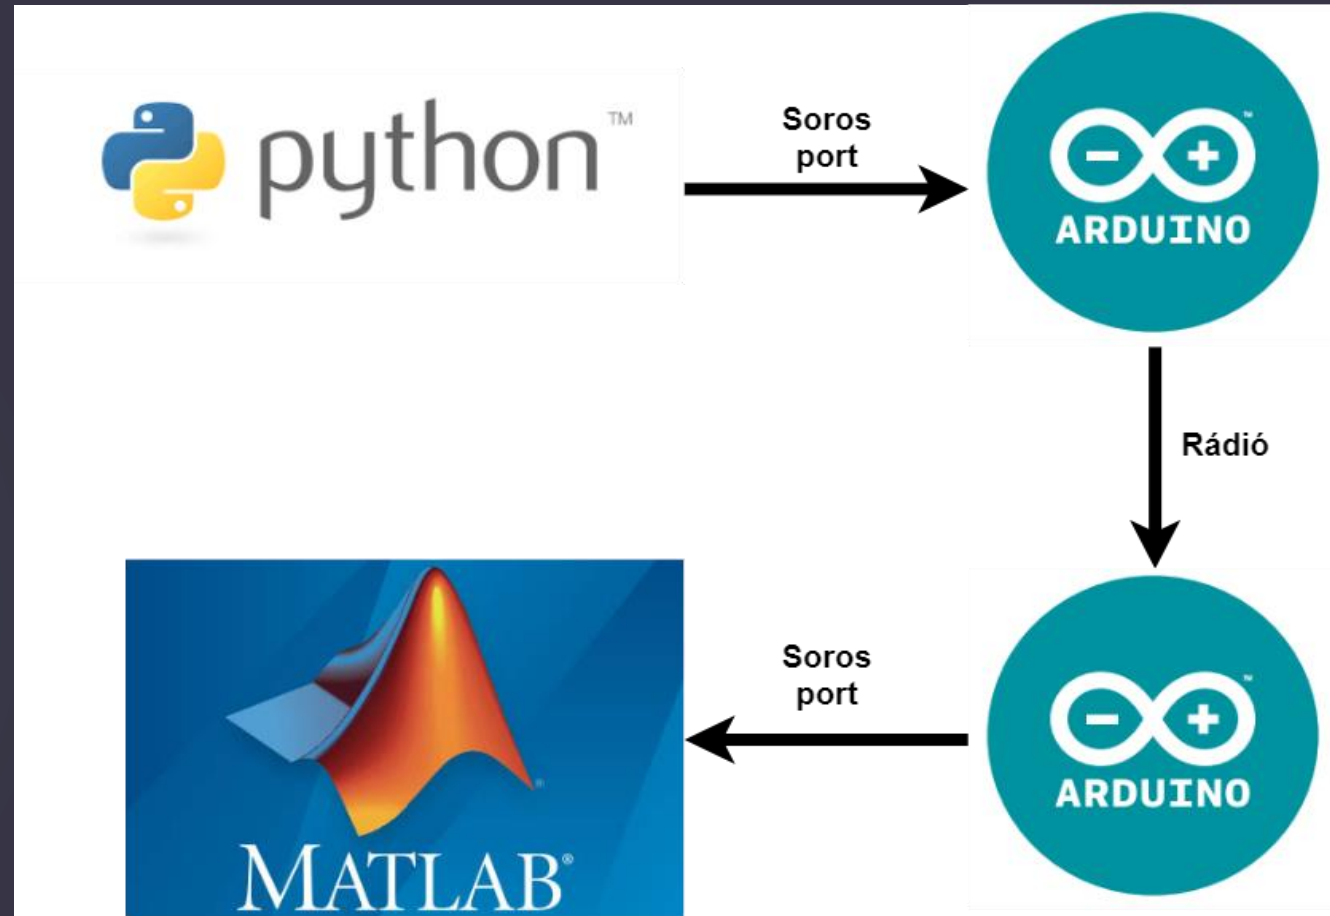 python™
Soros
port
ARDUINO
Rádió
Soros
port
ARDUINO
MATLAB®